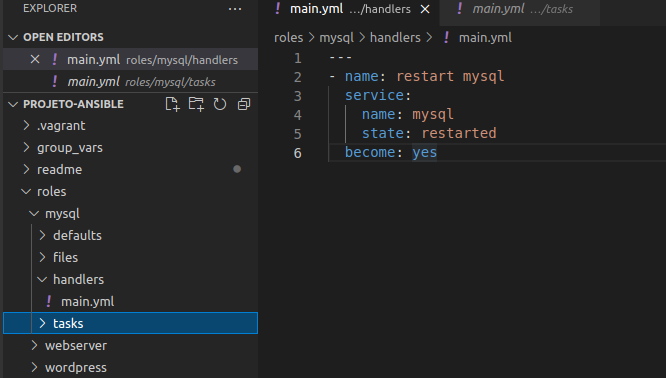 EXPLORER ...
OPEN EDITORS
main.yml roles/mysql/handlers
main.yml roles/mysql/tasks
PROJETO-ANSIBLE
.vagrant
group_vars
readme
roles
mysql
defaults
files
handlers
main.yml
tasks
webserver
wordpress
main.yml .../handlers
main.yml .../tasks
roles > mysql > handlers > ! main.yml
1 ---
2 - name: restart mysql
3 service:
4 name: mysql
5 state: restarted
6 become: yes